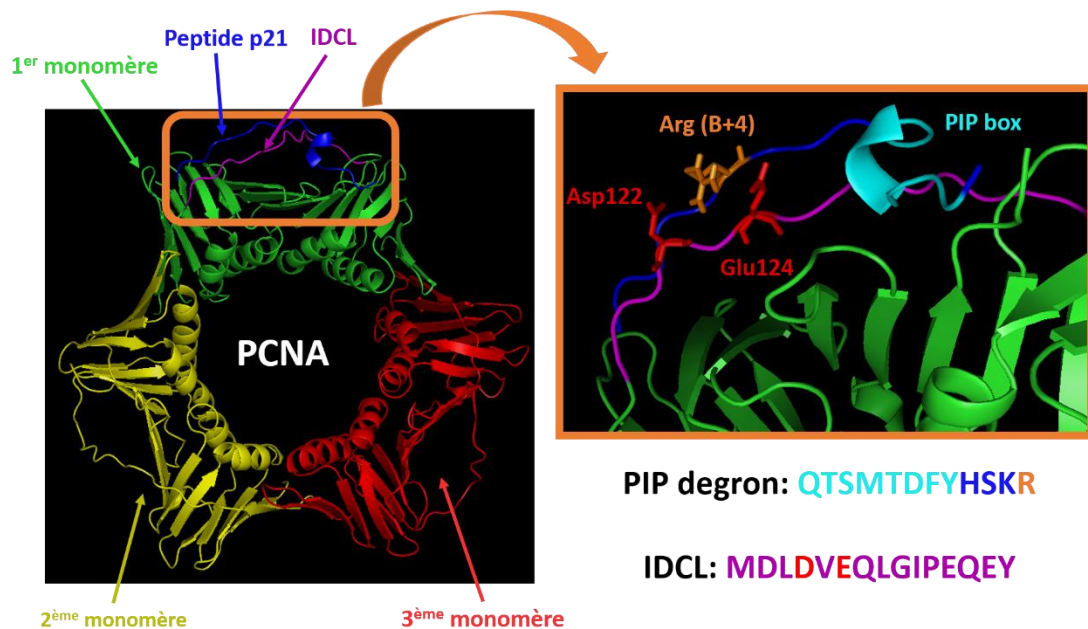 Peptide p21
IDCL
1er monomère
PCNA
2ème monomère
3ème monomère
Arg (B+4)
PIP box
Asp122
Glu124
PIP degron: QTSMTDFYHSKR
IDCL: MDLDVEQLGIPEQEY